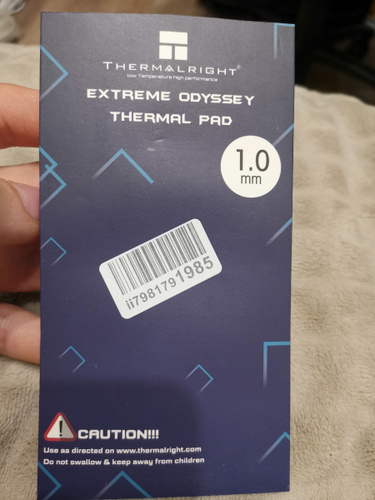 THERMALRIGHT®
low Temperature high performance
EXTREME ODYSSEY
THERMAL PAD
1.0
mm
ii7981791985
CAUTION!!!
Use as directed on www.thermalright.com
Do not swallow & keep away from children